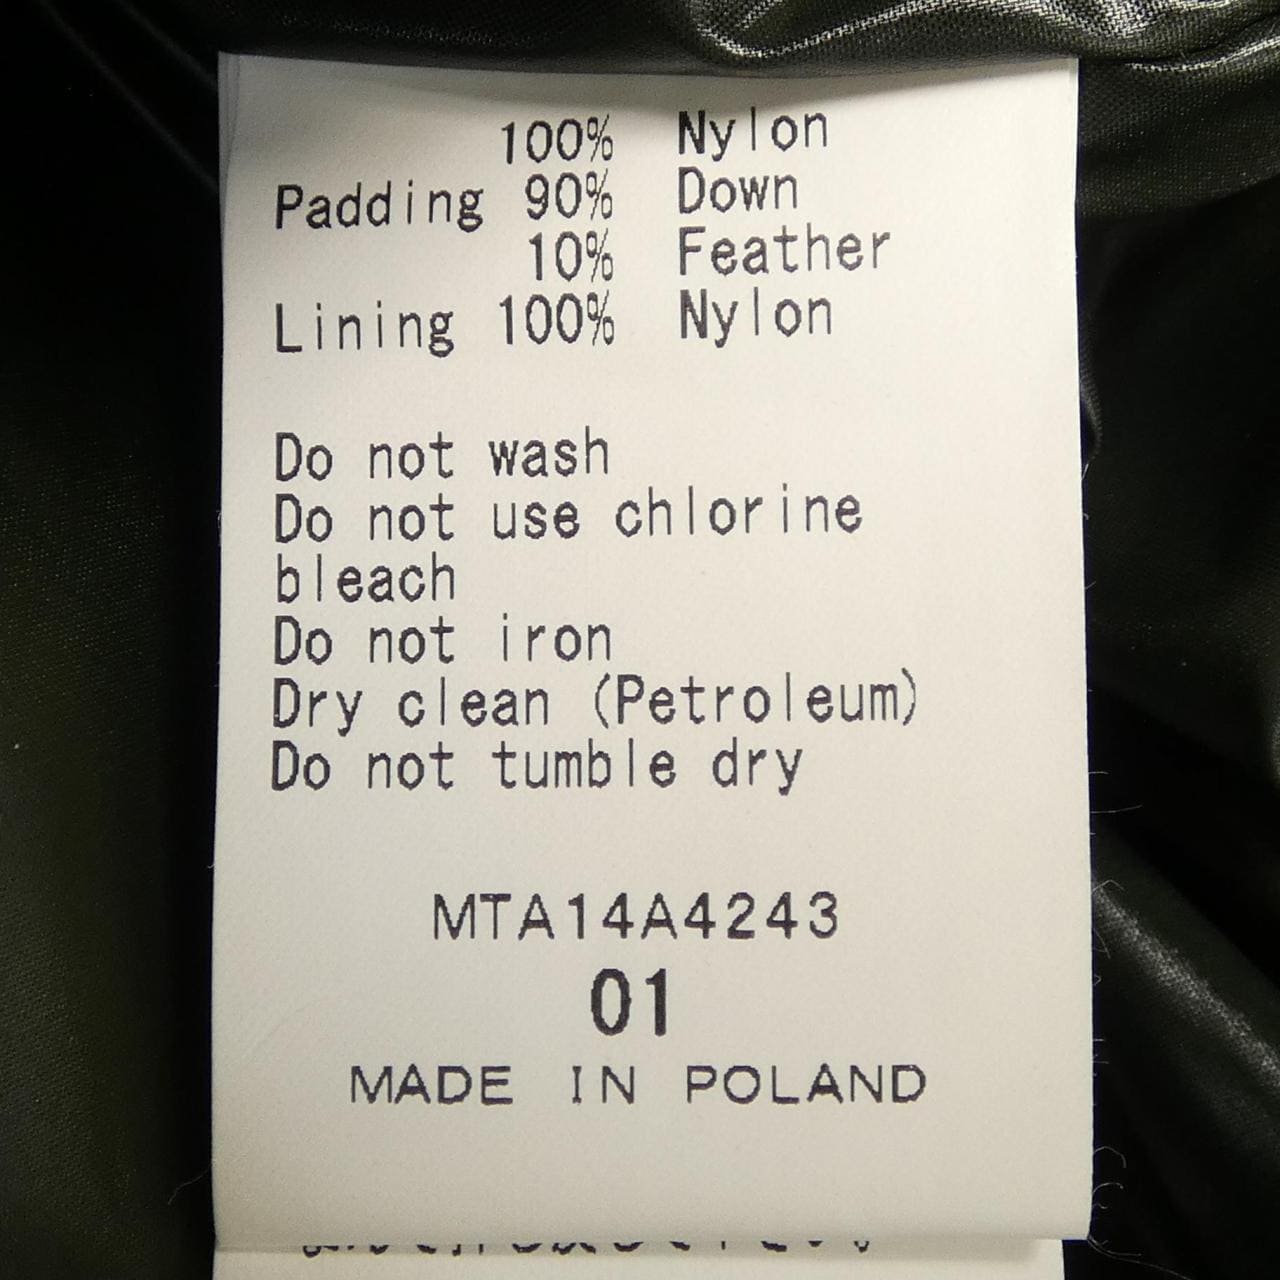 100% Nylon
Padding 90% Down
10% Feather
Lining 100% Nylon
Do not wash
Do not use chlorine
bleach
Do not iron
Dry clean (Petroleum)
Do not tumble dry
MTA14A4243
01
MADE IN POLAND